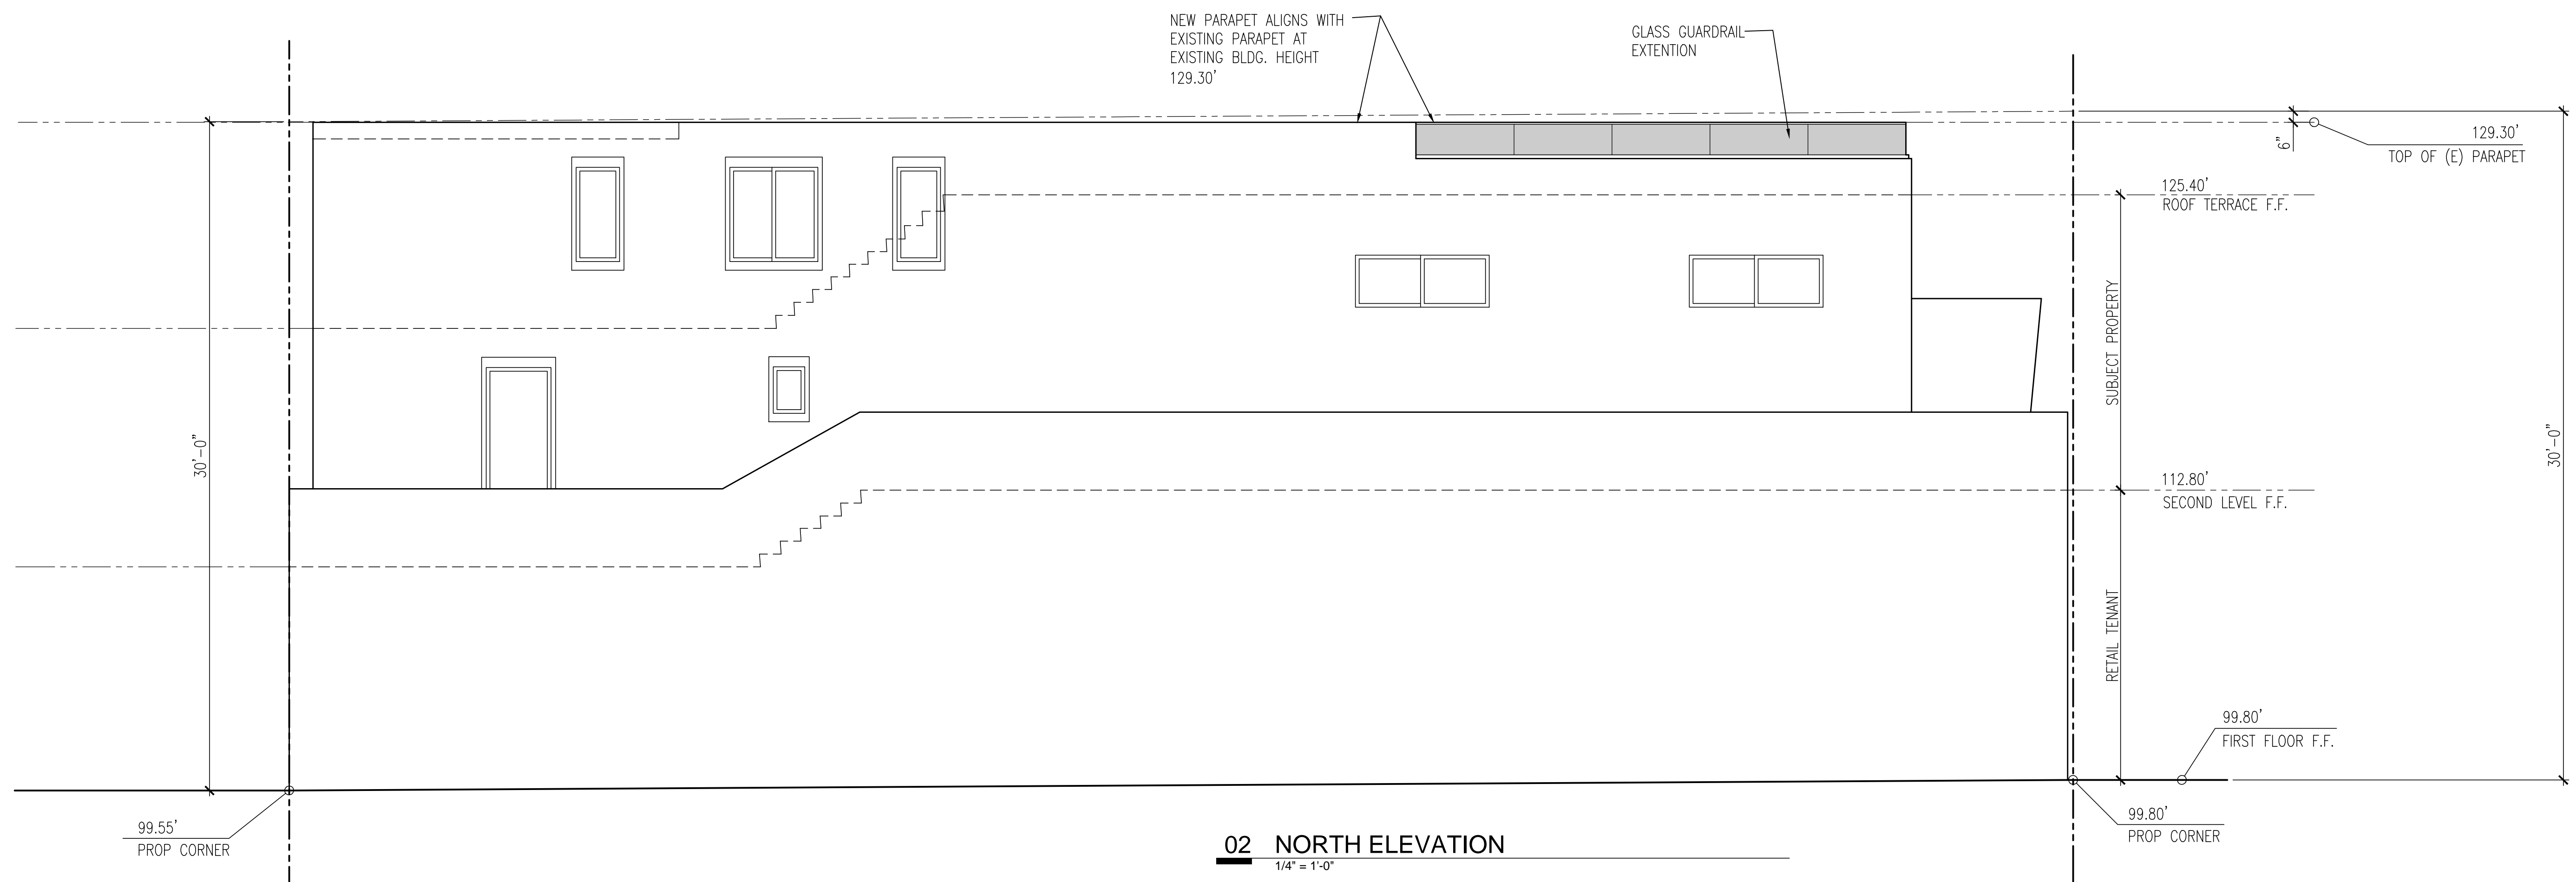 NEW PARAPET ALIGNS WITH
EXISTING PARAPET AT
EXISTING BLDG. HEIGHT
129.30'
GLASS GUARDRAIL
EXTENTION
6"
129.30'
TOP OF (E) PARAPET
125.40'
ROOF TERRACE F.F.
SUBJECT PROPERTY
30'-0"
30'-0"
112.80'
SECOND LEVEL F.F.
RETAIL TENANT
99.80'
FIRST FLOOR F.F.
99.55'
PROP CORNER
99.80'
PROP CORNER
02 NORTH ELEVATION
1/4" = 1'-0"